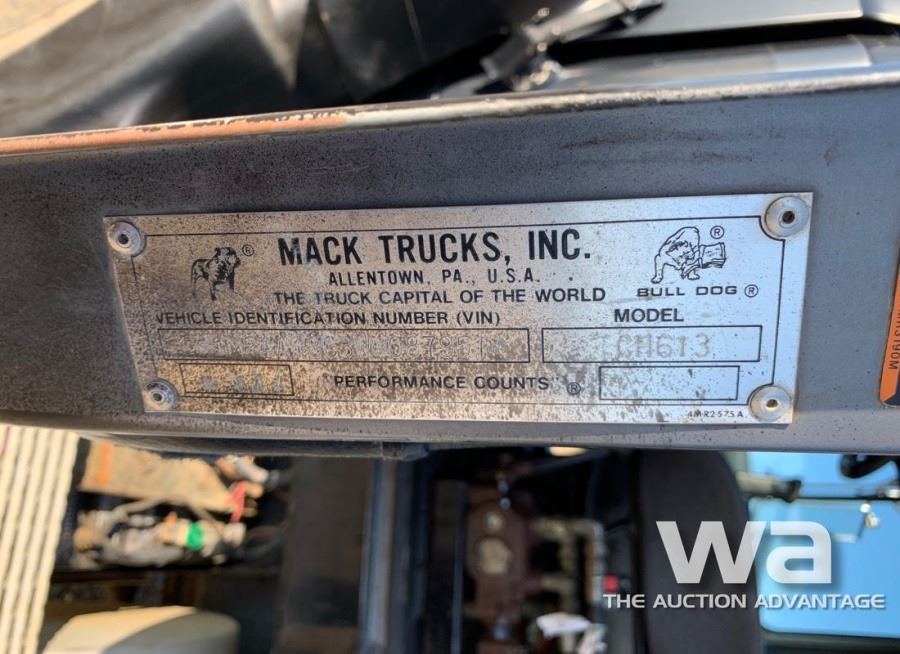 MACK TRUCKS, INC.
ALLENTOWN, PA., U.S.A.
THE TRUCK CAPITAL OF THE WORLD
BULL DOG ®
VEHICLE IDENTIFICATION NUMBER (VIN)
MODEL
CH613
"PERFORMANCE COUNTS" ®
4MR2575A
wa
THE AUCTION ADVANTAGE